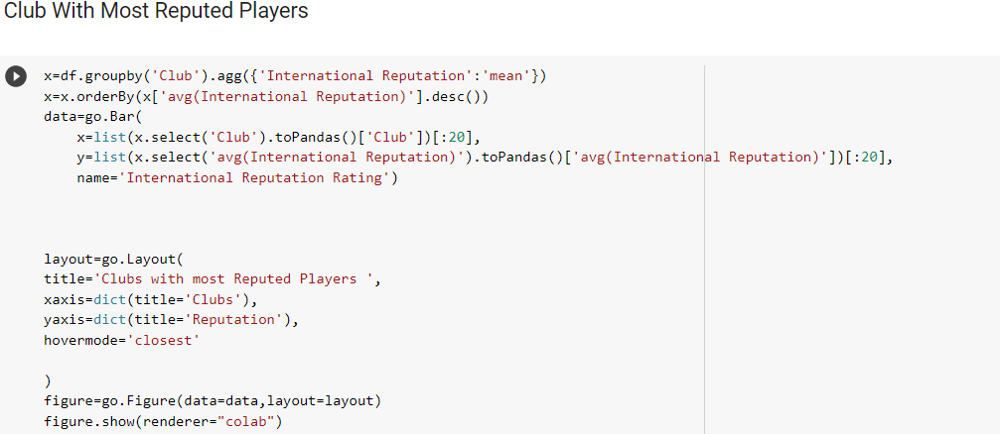 Club With Most Reputed Players
x=df.groupby('Club').agg({'International Reputation':'mean'})
x=x.orderBy(x['avg(International Reputation)'].desc())
data=go.Bar(
    x=list(x.select('Club').toPandas()['Club'])[:20],
    y=list(x.select('avg(International Reputation)').toPandas()['avg(International Reputation)'])[:20],
    name='International Reputation Rating')
layout=go.Layout(
title='Clubs with most Reputed Players ',
xaxis=dict(title='Clubs'),
yaxis=dict(title='Reputation'),
hovermode='closest'
)
figure=go.Figure(data=data,layout=layout)
figure.show(renderer="colab")